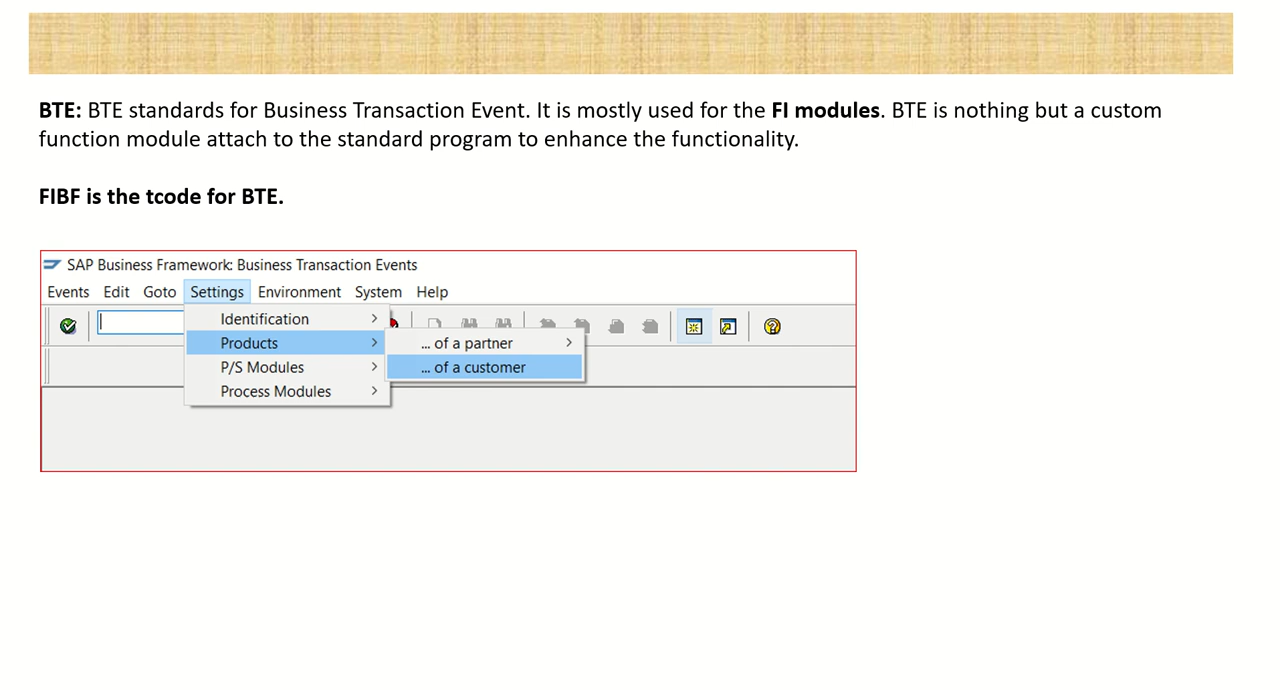 BTE: BTE standards for Business Transaction Event. It is mostly used for the FI modules. BTE is nothing but a custom
function module attach to the standard program to enhance the functionality.
FIBF is the tcode for BTE.
SAP Business Framework: Business Transaction Events
Events Edit Goto Settings Environment System Help
Identification
Products
... of a partner
P/S Modules
... of a customer
Process Modules